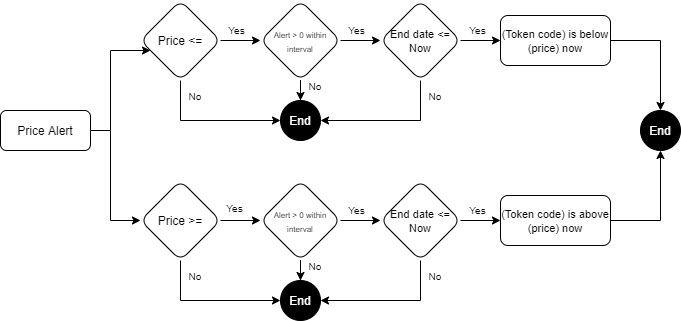 Price Alert
Price <=
Yes
Alert > 0 within
interval
Yes
End date <=
Now
Yes
(Token code) is below
(price) now
No
No
No
End
End
Price >=
Yes
Alert > 0 within
interval
Yes
End date <=
Now
Yes
(Token code) is above
(price) now
No
No
No
End